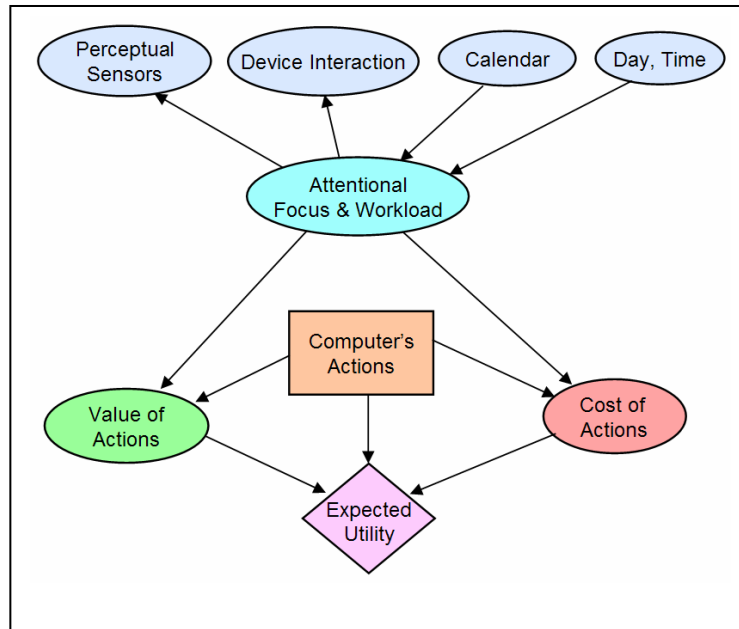 Perceptual
Sensors
Device Interaction
Calendar
Day, Time
Attentional
Focus & Workload
Computer's
Actions
Value of
Actions
Cost of
Actions
Expected
Utility